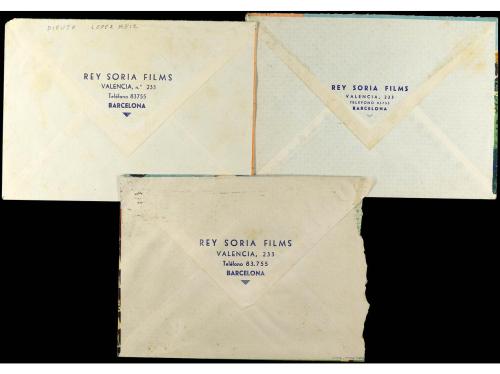 DIBUJO LOPEZ REIZ
REY SORIA FILMS
VALENCIA, n.º 233
Teléfono 83755
BARCELONA
REY SORIA FILMS
VALENCIA, 233
TELEFONO 83755
BARCELONA
REY SORIA FILMS
VALENCIA, 233
Teléfono 83.755
BARCELONA